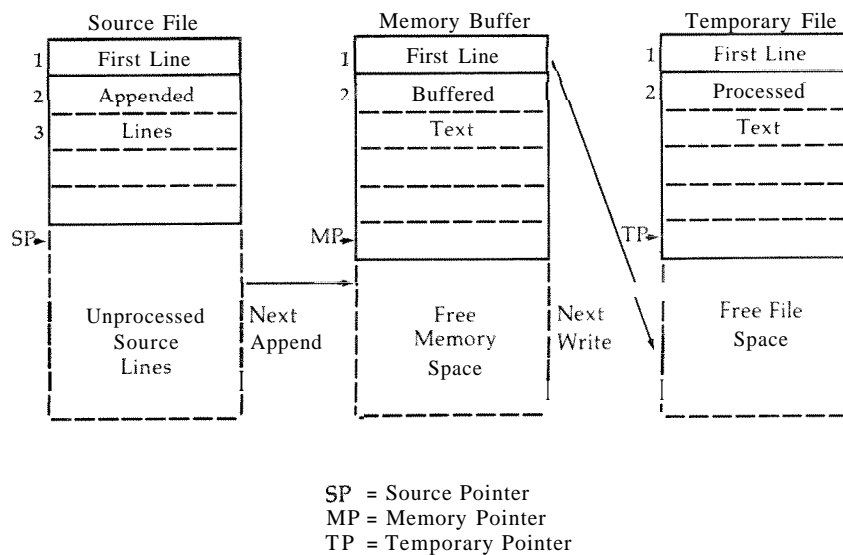 Source File
1 First Line
2 Appended
3 Lines
SP
Unprocessed
Source
Lines
Next
Append
Memory Buffer
1 First Line
2 Buffered
Text
MP
Free
Memory
Space
Next
Write
Temporary File
1 First Line
2 Processed
Text
TP
Free File
Space
SP = Source Pointer
MP = Memory Pointer
TP = Temporary Pointer